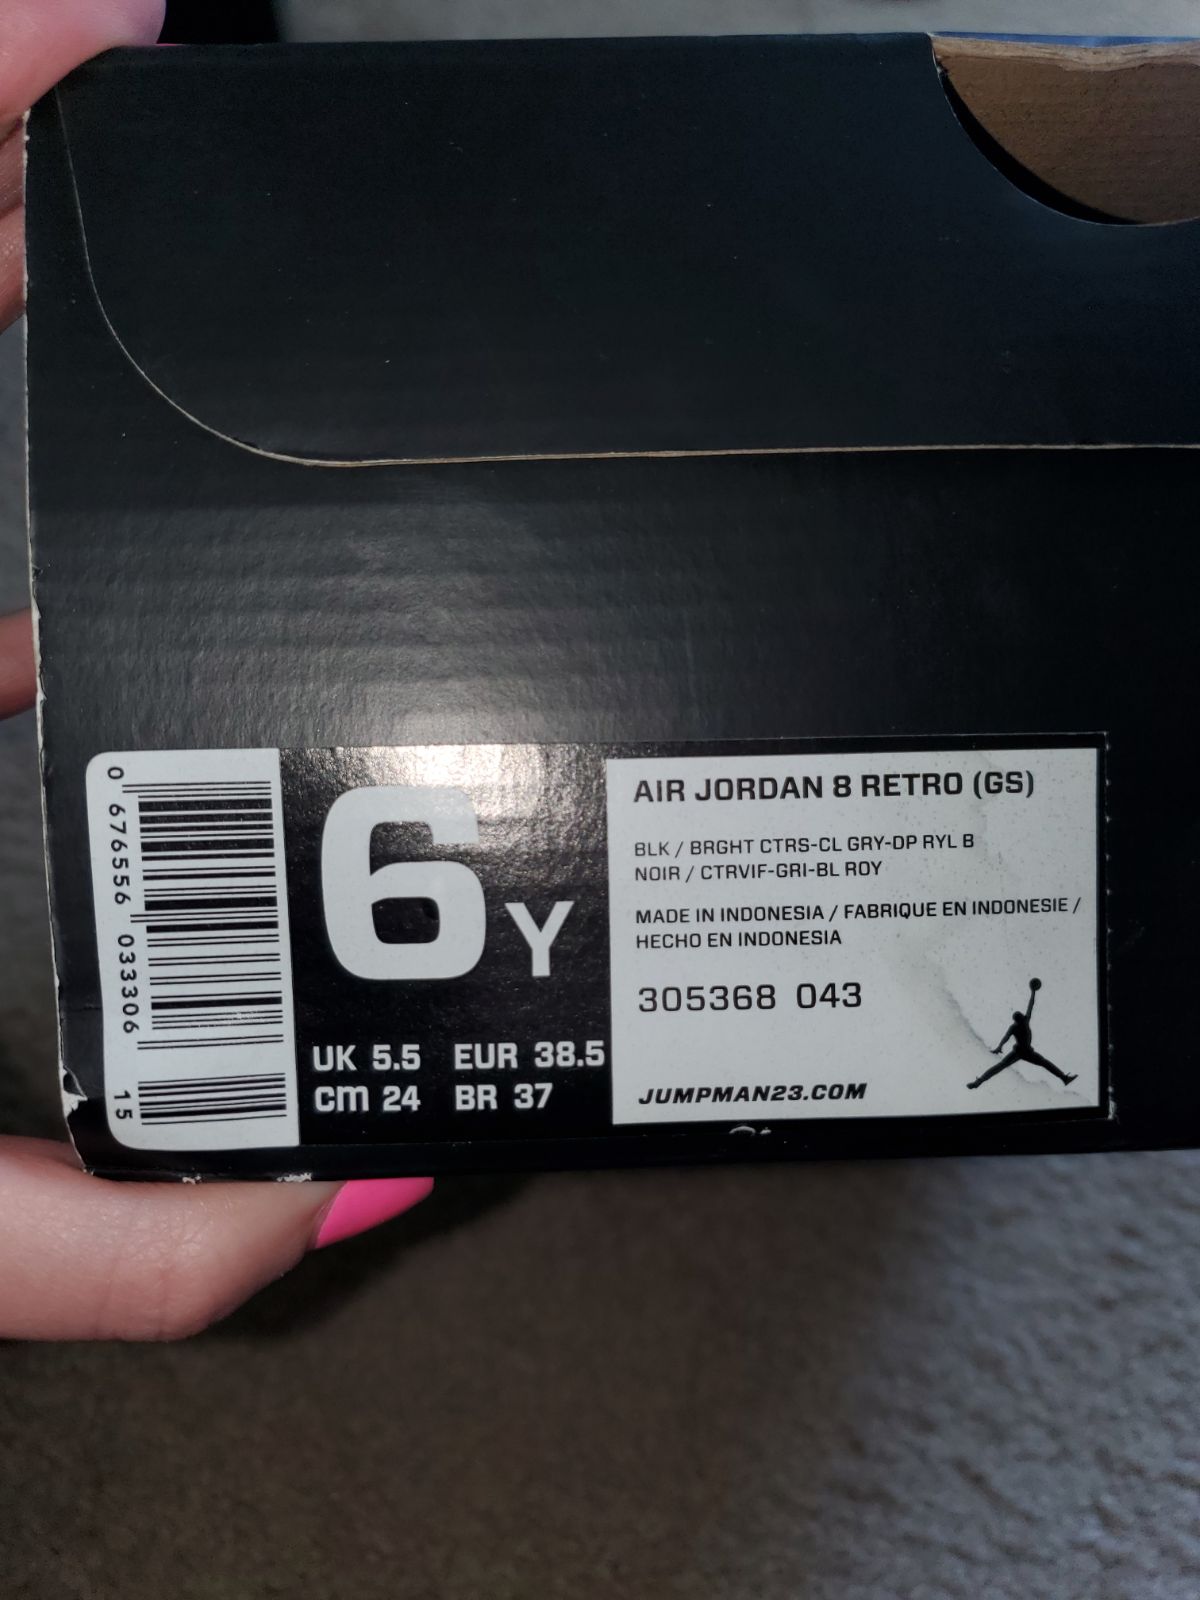 0 676556 033306 15
6Y
UK 5.5 EUR 38.5
cm 24 BR 37
AIR JORDAN 8 RETRO (GS)
BLK / BRGHT CTRS-CL GRY-DP RYL B
NOIR / CTRVIF-GRI-BL ROY
MADE IN INDONESIA / FABRIQUE EN INDONESIE /
HECHO EN INDONESIA
305368 043
JUMPMAN23.COM